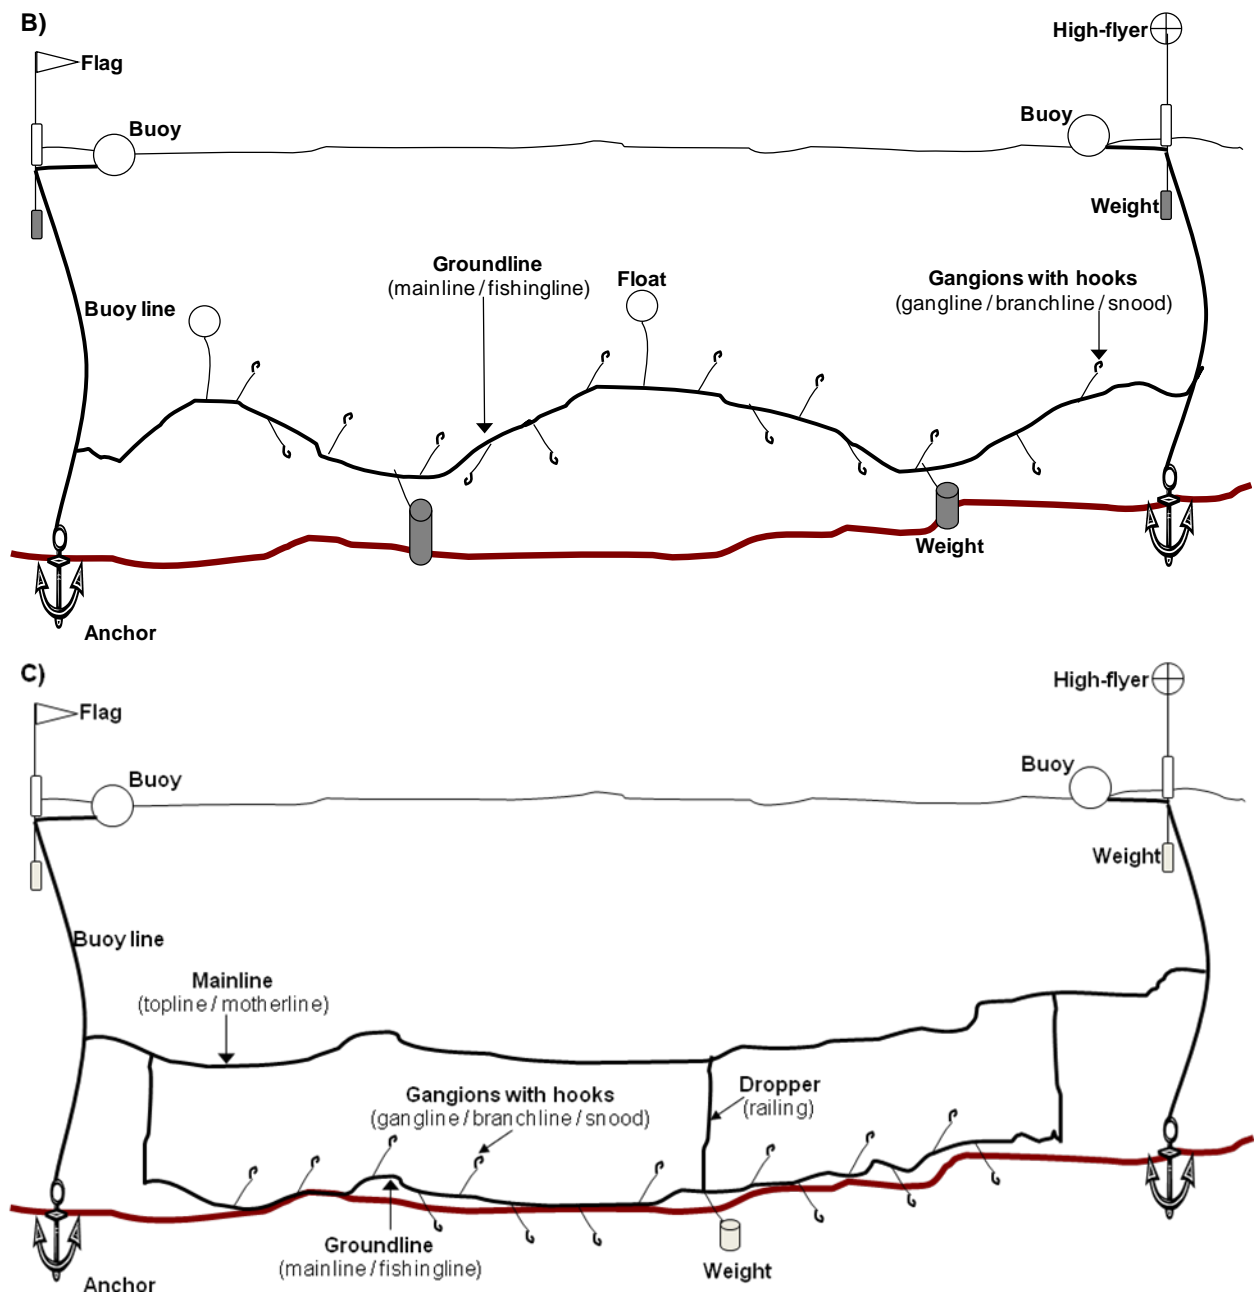 B)
High-flyer
Flag
Buoy
Buoy
Weight
Groundline
(mainline / fishingline)
Float
Gangions with hooks
(gangline / branchline / snood)
Buoy line
Weight
Anchor
C)
High-flyer
Flag
Buoy
Buoy
Weight
Buoy line
Mainline
(topline / motherline)
Gangions with hooks
(gangline / branchline / snood)
Dropper
(railing)
Groundline
(mainline / fishingline)
Weight
Anchor